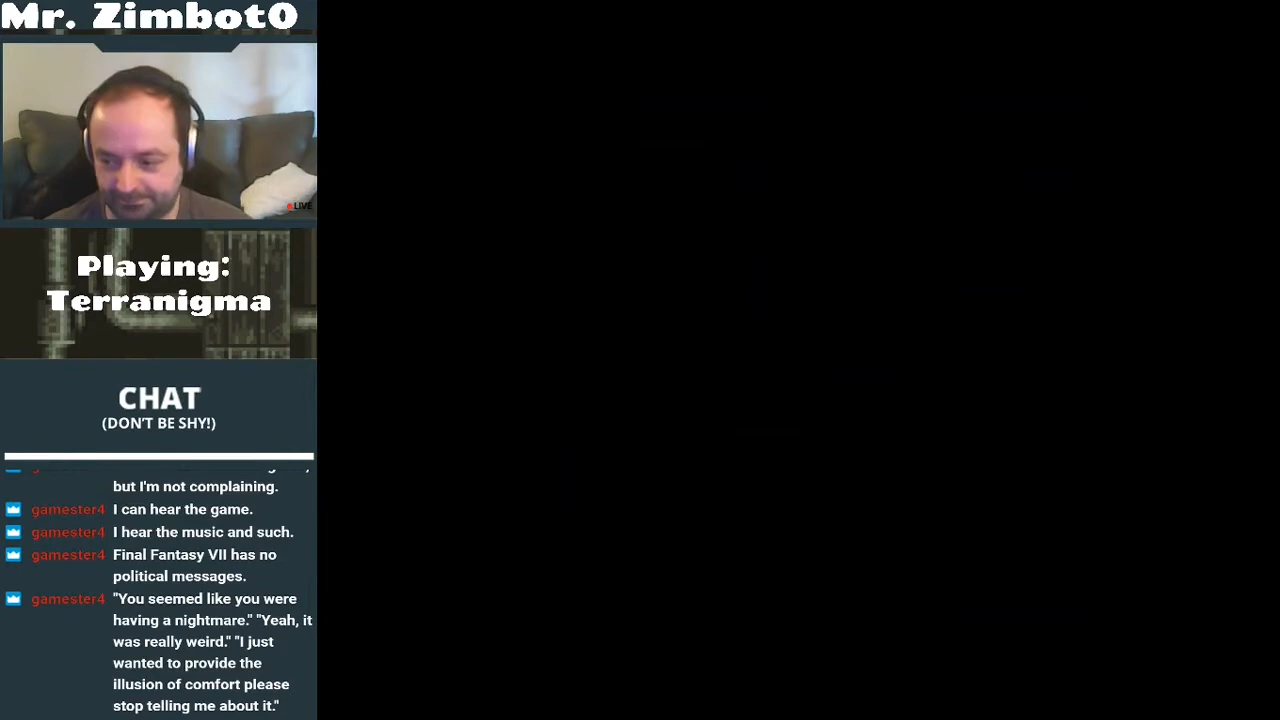 Mr. Zimbot0
LIVE
Playing:
Terranigma
CHAT
(DON'T BE SHY!)
but I'm not complaining.
gamester4 I can hear the game.
gamester4 I hear the music and such.
gamester4 Final Fantasy VII has no
political messages.
gamester4 "You seemed like you were
having a nightmare." "Yeah, it
was really weird." "I just
wanted to provide the
illusion of comfort please
stop telling me about it."